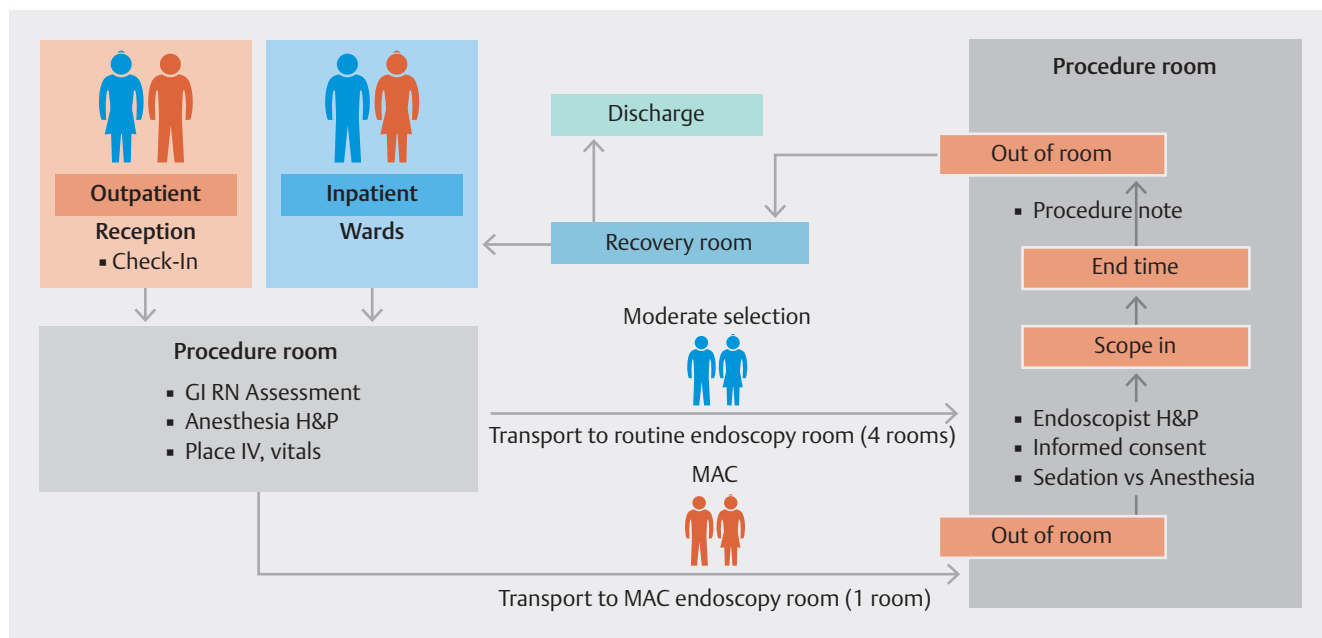 Outpatient
Reception
▪ Check-In
Inpatient
Wards
Procedure room
▪ GI RN Assessment
▪ Anesthesia H&P
▪ Place IV, vitals
Discharge
Recovery room
Moderate selection
Transport to routine endoscopy room (4 rooms)
MAC
Transport to MAC endoscopy room (1 room)
Procedure room
Out of room
▪ Procedure note
End time
Scope in
▪ Endoscopist H&P
▪ Informed consent
▪ Sedation vs Anesthesia
Out of room